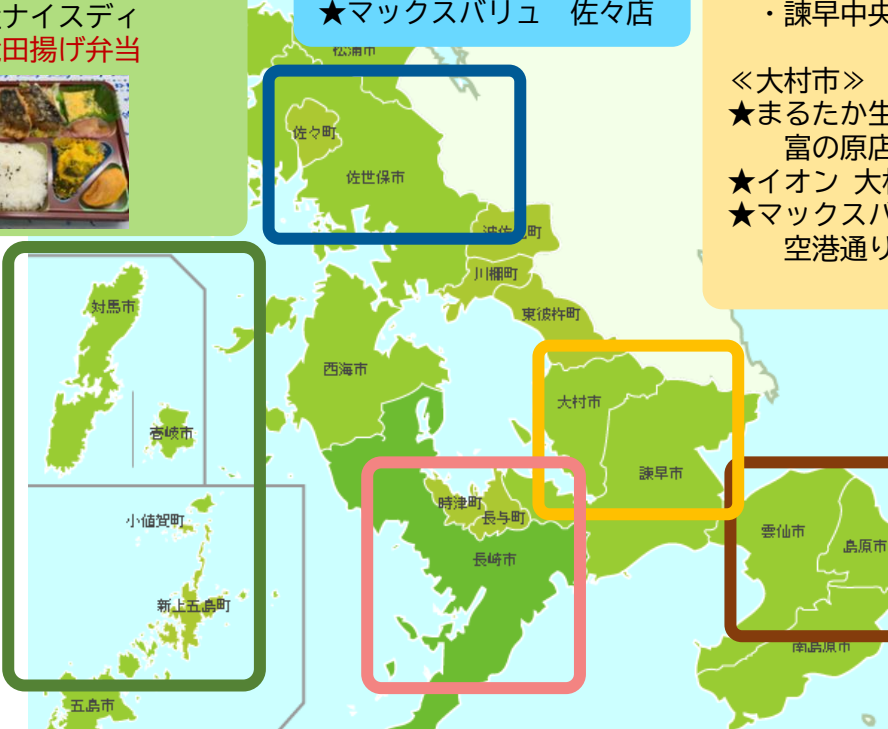 ナイスディ
田揚げ弁当
★マックスバリュ　佐々店
・諫早中央
≪大村市≫
★まるたか生
富の原店
★イオン 大村
★マックスバ
空港通り
松浦市
佐々町
佐世保市
川棚町
東彼杵町
対馬市
西海市
大村市
壱岐市
諫早市
時津町
長与町
小値賀町
雲仙市
島原市
長崎市
新上五島町
南島原市
五島市